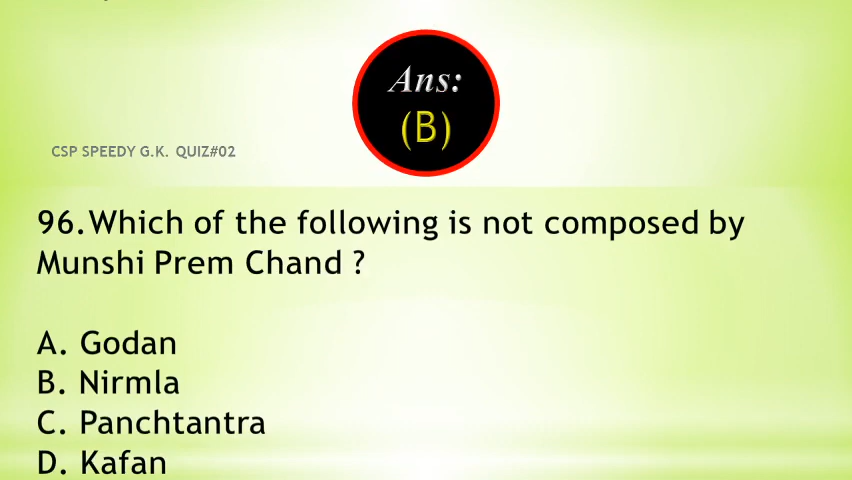 Ans:
(B)
CSP SPEEDY G.K. QUIZ#02
96.Which of the following is not composed by
Munshi Prem Chand ?
A. Godan
B. Nirmla
C. Panchtantra
D. Kafan